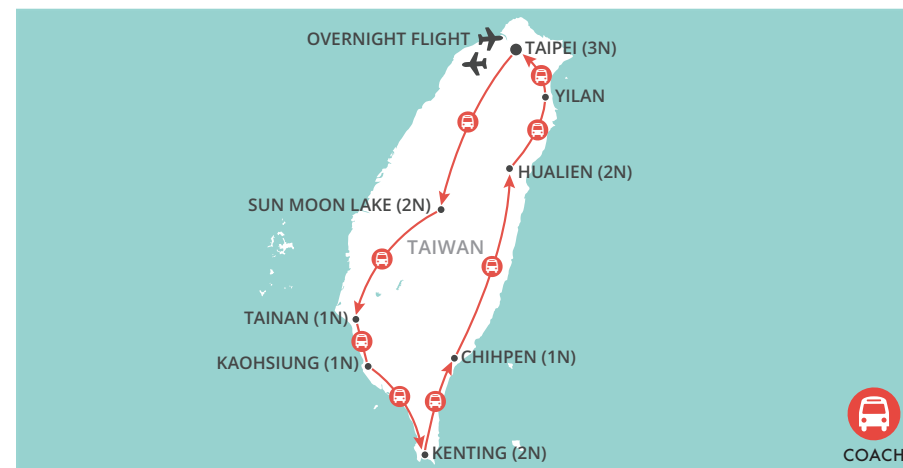 OVERNIGHT FLIGHT
TAIPEI (3N)
YILAN
HUALIEN (2N)
SUN MOON LAKE (2N)
TAIWAN
TAINAN (1N)
KAOHSIUNG (1N)
CHIHPEN (1N)
KENTING (2N)
COACH